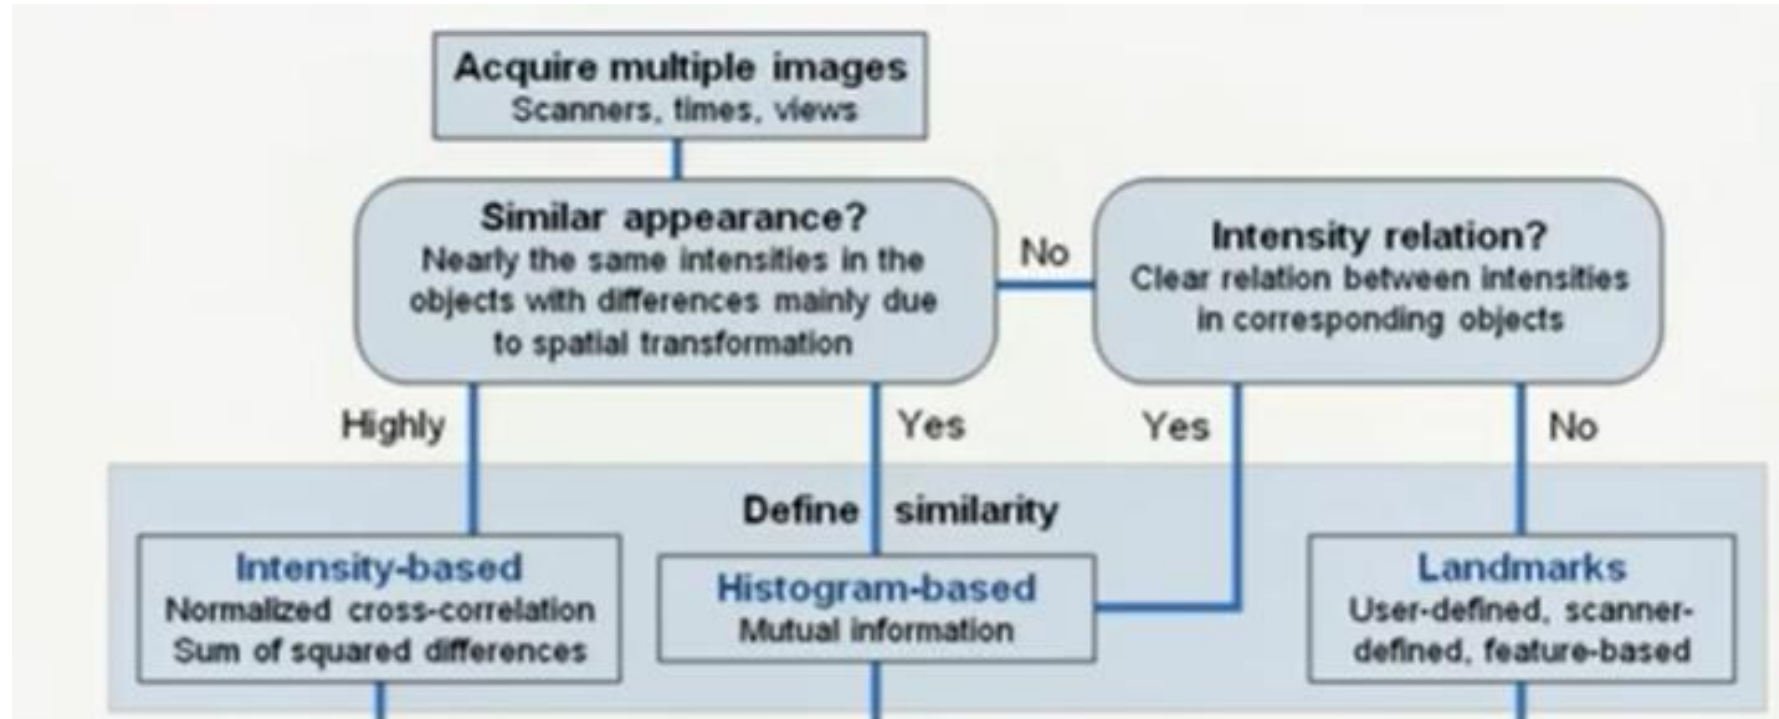 Acquire multiple images
Scanners, times, views
Similar appearance?
Nearly the same intensities in the
objects with differences mainly due
to spatial transformation
No
Intensity relation?
Clear relation between intensities
in corresponding objects
Highly
Yes
Yes
No
Define similarity
Intensity-based
Normalized cross-correlation
Sum of squared differences
Histogram-based
Mutual information
Landmarks
User-defined, scanner-
defined, feature-based